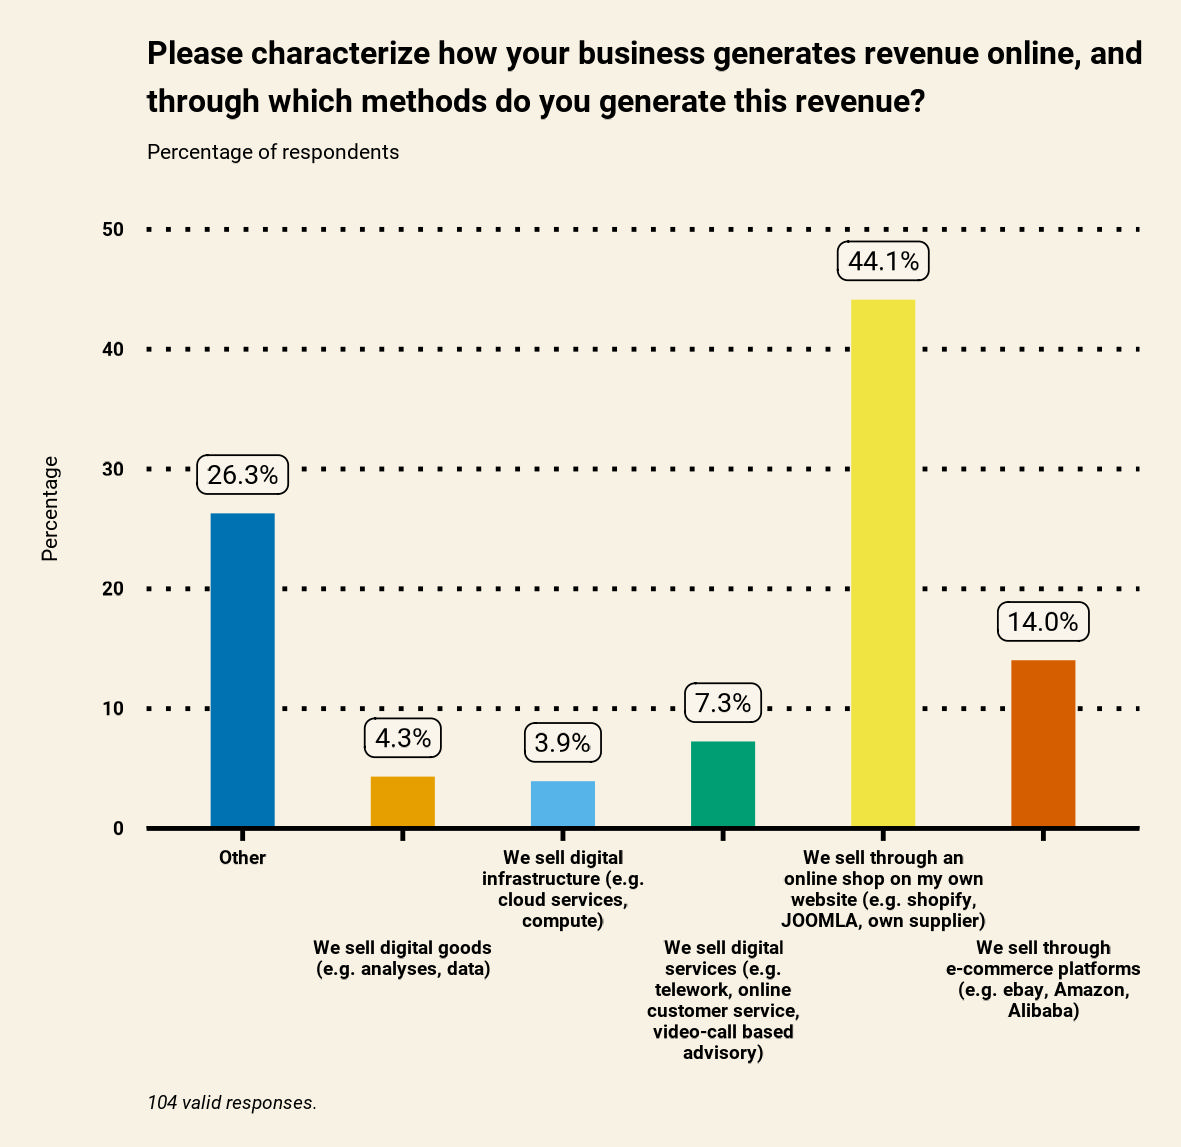 Please characterize how your business generates revenue online, and
through which methods do you generate this revenue?
Percentage of respondents
Percentage
50
40
30
20
10
0
26.3%
4.3%
3.9%
7.3%
44.1%
14.0%
Other
We sell digital goods
(e.g. analyses, data)
We sell digital
infrastructure (e.g.
cloud services,
compute)
We sell digital
services (e.g.
telework, online
customer service,
video-call based
advisory)
We sell through an
online shop on my own
website (e.g. shopify,
JOOMLA, own supplier)
We sell through
e-commerce platforms
(e.g. ebay, Amazon,
Alibaba)
104 valid responses.